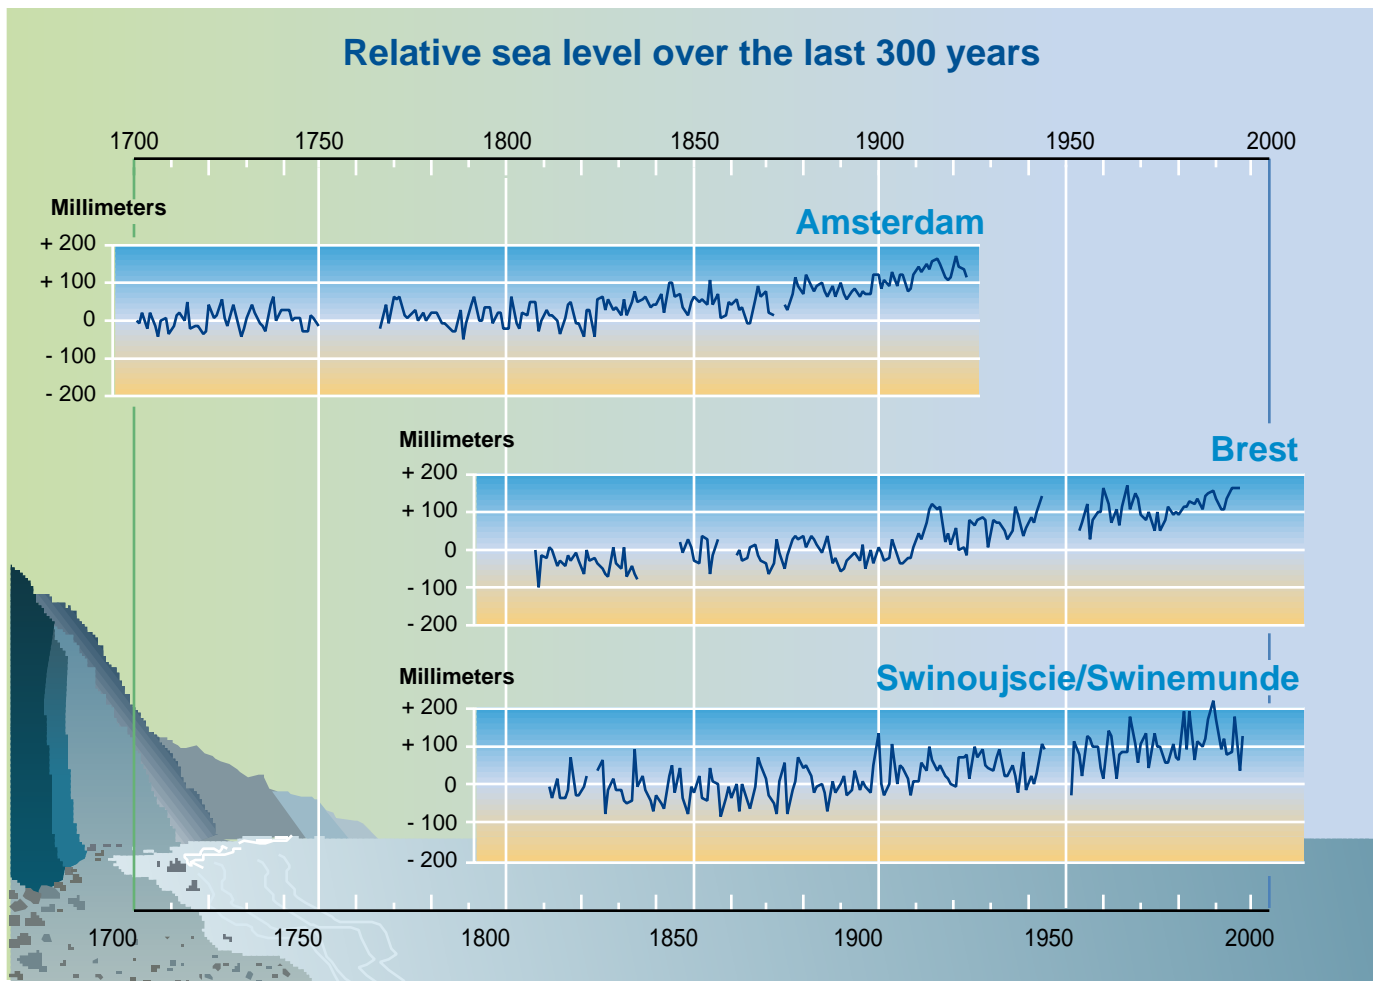 Relative sea level over the last 300 years
1700 1750 1800 1850 1900 1950 2000
Millimeters
Amsterdam
+ 200
+ 100
0
- 100
- 200
Millimeters
Brest
+ 200
+ 100
0
- 100
- 200
Millimeters
Swinoujscie/Swinemunde
+ 200
+ 100
0
- 100
- 200
1700 1750 1800 1850 1900 1950 2000